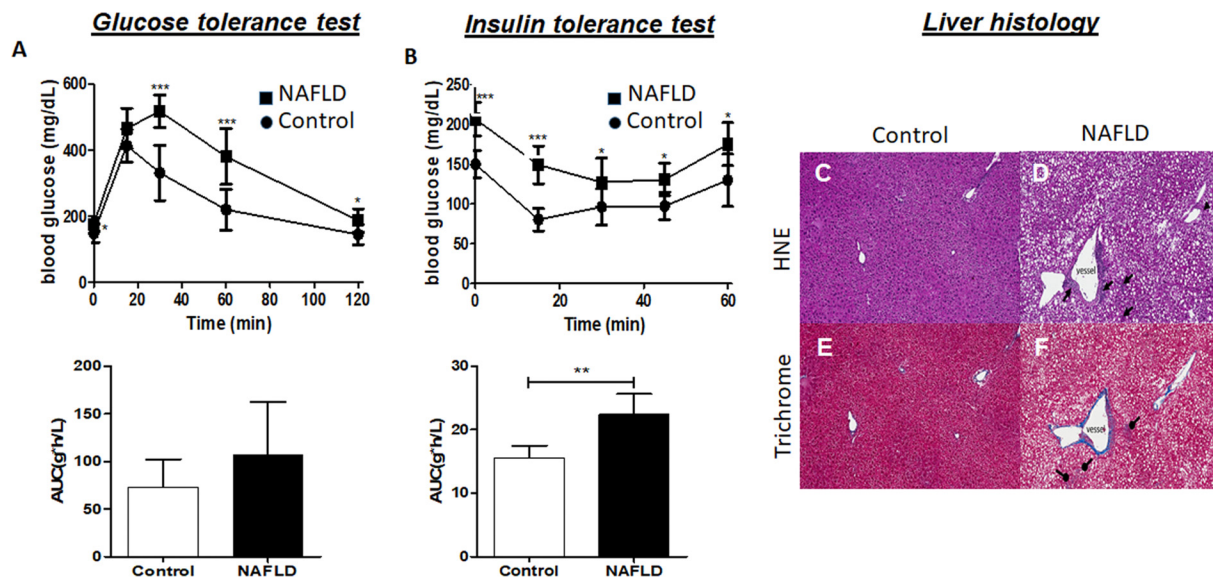 Glucose tolerance test
Insulin tolerance test
Liver histology
A
blood glucose (mg/dL)
600
400
200
0
***
***
*
*
NAFLD
Control
0 20 40 60 80 100 120
Time (min)
B
blood glucose (mg/dL)
250
200
150
100
50
0
***
***
*
*
*
NAFLD
Control
0 20 40 60
Time (min)
Control NAFLD
HNE
Trichrome
C
D
vessel
E
F
vessel
AUC(g*h/L)
200
150
100
50
0
Control NAFLD
AUC(g*h/L)
30
20
10
0
**
Control NAFLD